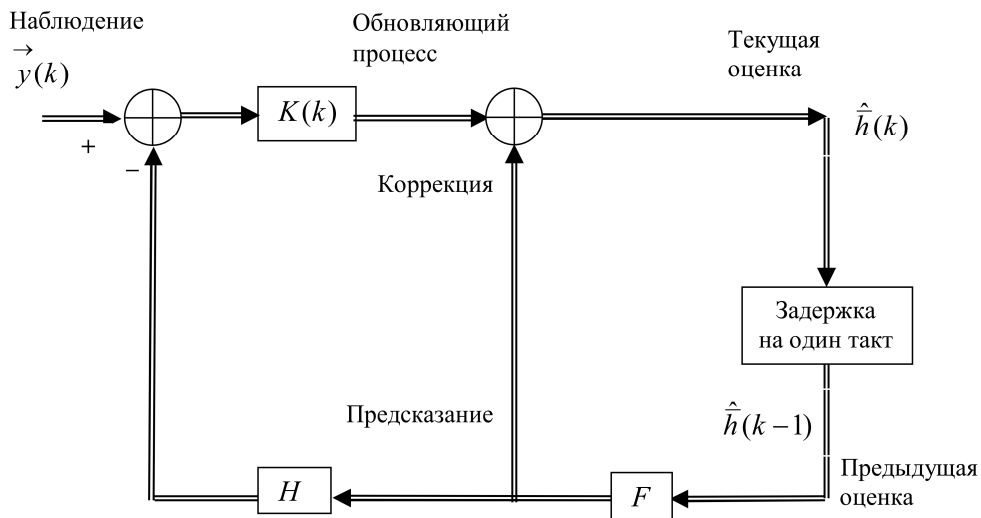 Наблюдение
y(k)
+
−
K(k)
Обновляющий
процесс
Текущая
оценка
ĥ(k)
Коррекция
Задержка
на один такт
Предсказание
ĥ(k−1)
H
F
Предыдущая
оценка